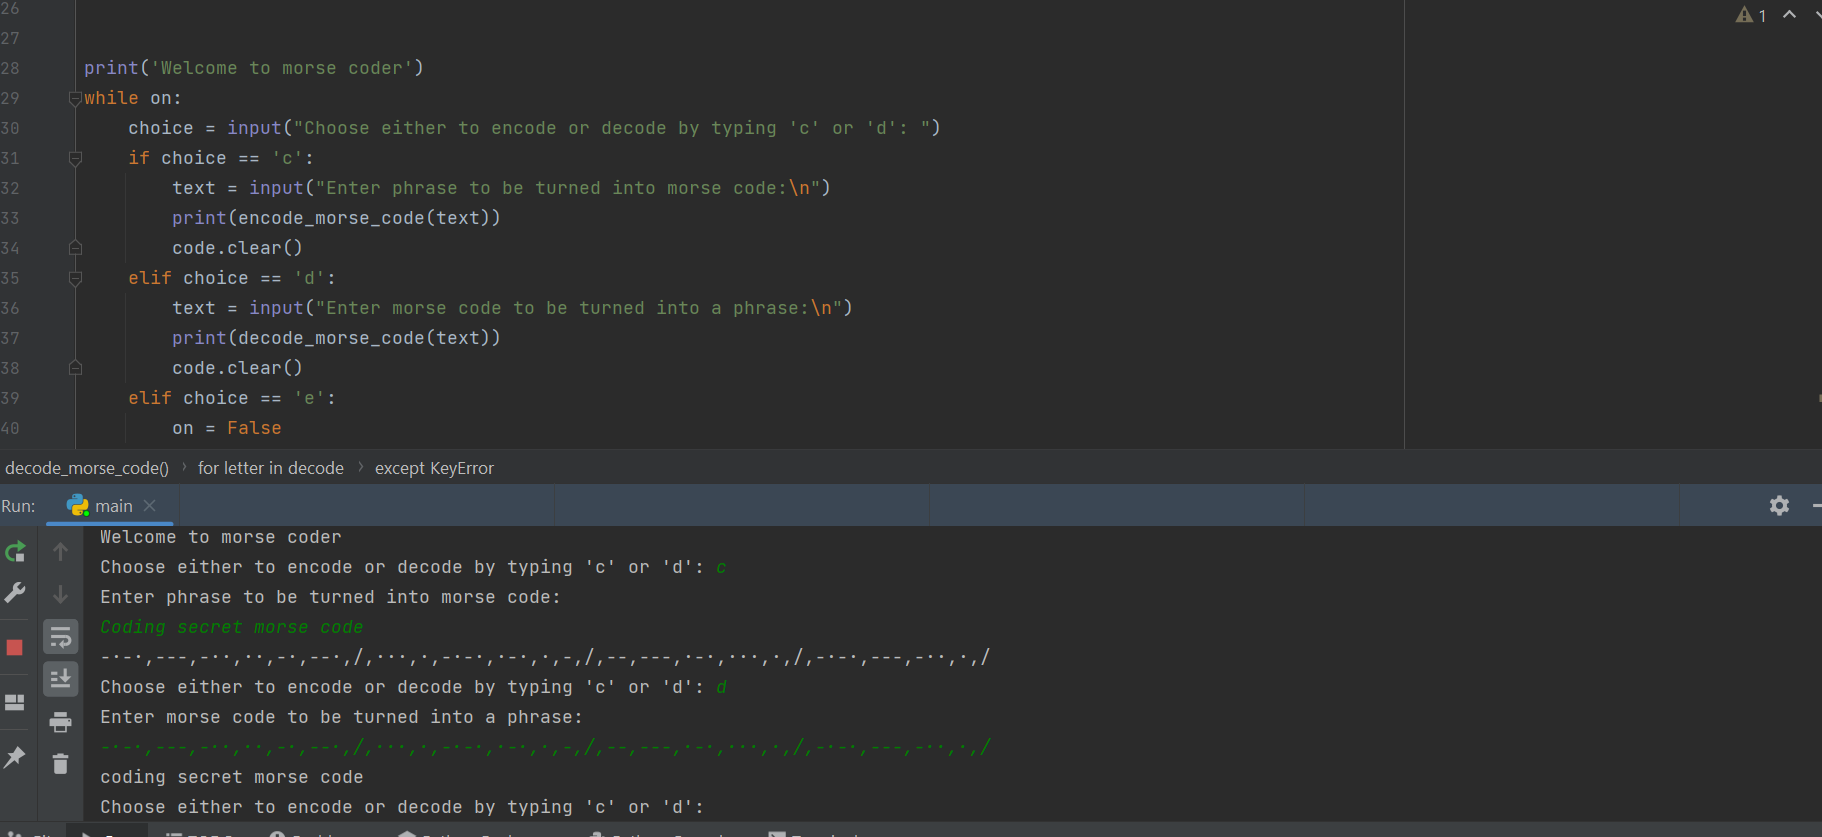 26
⚠ 1
27
28 print('Welcome to morse coder')
29 while on:
30 choice = input("Choose either to encode or decode by typing 'c' or 'd': ")
31 if choice == 'c':
32 text = input("Enter phrase to be turned into morse code:\n")
33 print(encode_morse_code(text))
34 code.clear()
35 elif choice == 'd':
36 text = input("Enter morse code to be turned into a phrase:\n")
37 print(decode_morse_code(text))
38 code.clear()
39 elif choice == 'e':
40 on = False
decode_morse_code() › for letter in decode › except KeyError
Run: main
Welcome to morse coder
Choose either to encode or decode by typing 'c' or 'd': c
Enter phrase to be turned into morse code:
Coding secret morse code
-·-·,---,-··,··,-·,--·,/,···,·,-·-·,·-·,·,-,/,--,---,·-·,···,·,/,-·-·,---,-··,·,/
Choose either to encode or decode by typing 'c' or 'd': d
Enter morse code to be turned into a phrase:
-·-·,---,-··,··,-·,--·,/,···,·,-·-·,·-·,·,-,/,--,---,·-·,···,·,/,-·-·,---,-··,·,/
coding secret morse code
Choose either to encode or decode by typing 'c' or 'd':